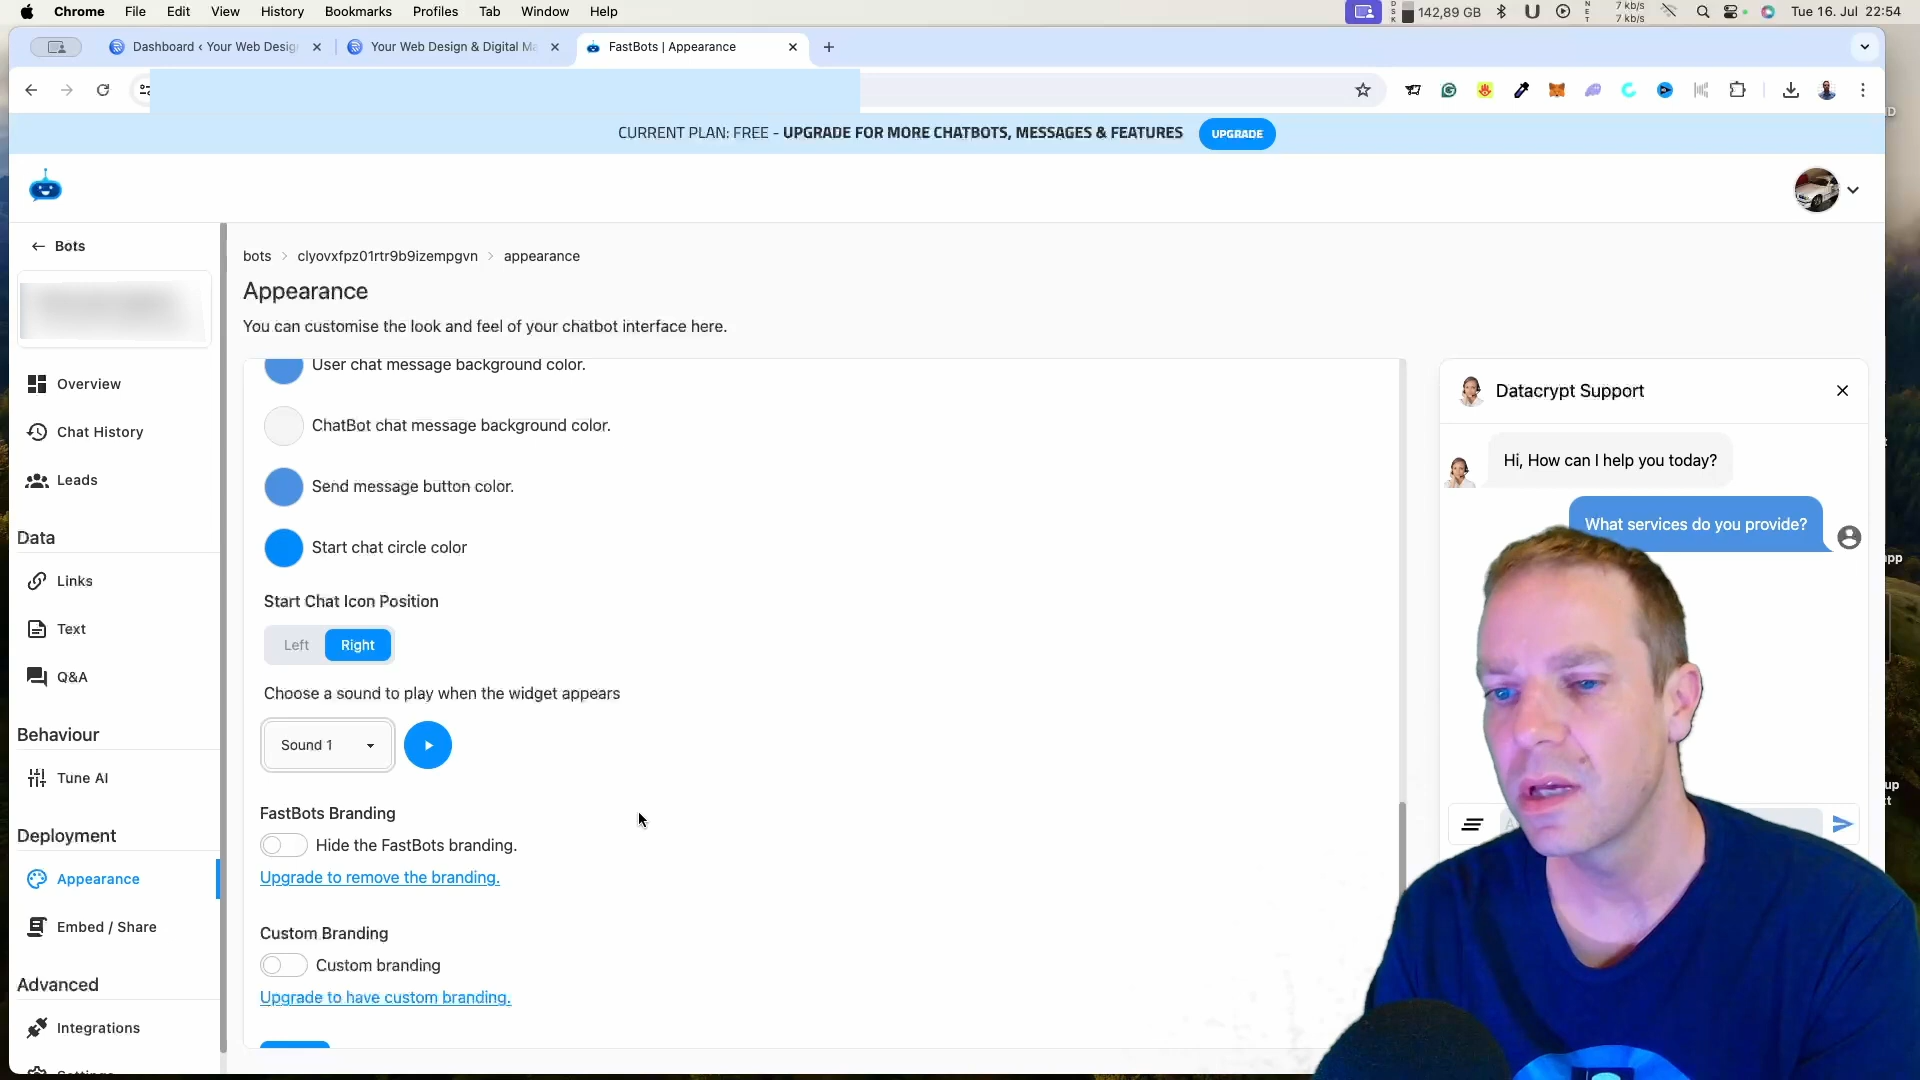 Chrome File Edit View History Bookmarks Profiles Tab Window Help
142,89 GB
7 kb/s
7 kb/s
Tue 16. Jul 22:54
Dashboard ‹ Your Web Desig
Your Web Design & Digital Ma
FastBots | Appearance
CURRENT PLAN: FREE - UPGRADE FOR MORE CHATBOTS, MESSAGES & FEATURES
UPGRADE
Bots
bots > clyovxfpz01rtr9b9izempgvn > appearance
Appearance
You can customise the look and feel of your chatbot interface here.
Overview
Chat History
Leads
Data
Links
Text
Q&A
Behaviour
Tune AI
Deployment
Appearance
Embed / Share
Advanced
Integrations
User chat message background color.
ChatBot chat message background color.
Send message button color.
Start chat circle color
Start Chat Icon Position
Left Right
Choose a sound to play when the widget appears
Sound 1
FastBots Branding
Hide the FastBots branding.
Upgrade to remove the branding.
Custom Branding
Custom branding
Upgrade to have custom branding.
Datacrypt Support
Hi, How can I help you today?
What services do you provide?